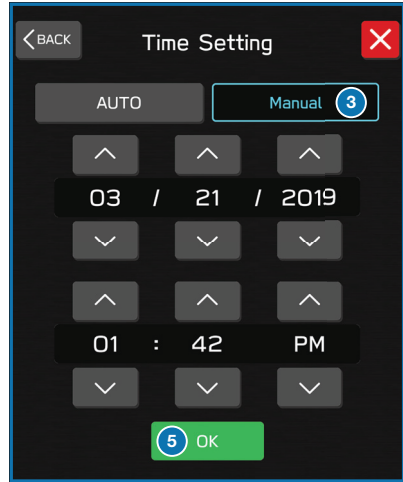 BACK Time Setting
AUTO Manual 3
03 / 21 / 2019
01 : 42 PM
5 OK